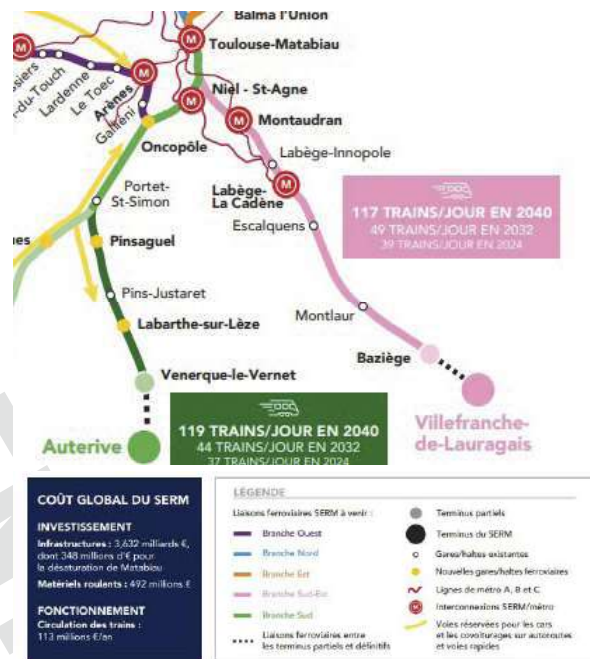 Balma l'Union
Toulouse-Matabiau
Niel - St-Agne
Montaudran
Labège-Innopole
Labège-
La Cadène
Escalquens
Montlaur
Baziège
Villefranche-
de-Lauragais
Lardenne
Le Toec
Arènes
Galliéni
Oncopôle
Portet-
St-Simon
Pinsaguel
Pins-Justaret
Labarthe-sur-Lèze
Venerque-le-Vernet
Auterive
M
M
M
M
M
M
117 TRAINS/JOUR EN 2040
49 TRAINS/JOUR EN 2032
39 TRAINS/JOUR EN 2024
119 TRAINS/JOUR EN 2040
44 TRAINS/JOUR EN 2032
37 TRAINS/JOUR EN 2024
COÛT GLOBAL DU SERM
INVESTISSEMENT
Infrastructures : 3,632 milliards €,
dont 348 millions d'€ pour
la désaturation de Matabiau
Matériels roulants : 492 millions €
FONCTIONNEMENT
Circulation des trains :
113 millions €/an
LÉGENDE
Liaisons ferroviaires SERM à venir :
Branche Ouest
Branche Nord
Branche Est
Branche Sud-Est
Branche Sud
Liaisons ferroviaires entre
les terminus partiels et définitifs
Terminus partiels
Terminus du SERM
Gares/haltes existantes
Nouvelles gares/haltes ferroviaires
Lignes de métro A, B et C
M
Interconnexions SERM/métro
Voies réservées pour les cars
et les covoiturages sur autoroutes
et voies rapides